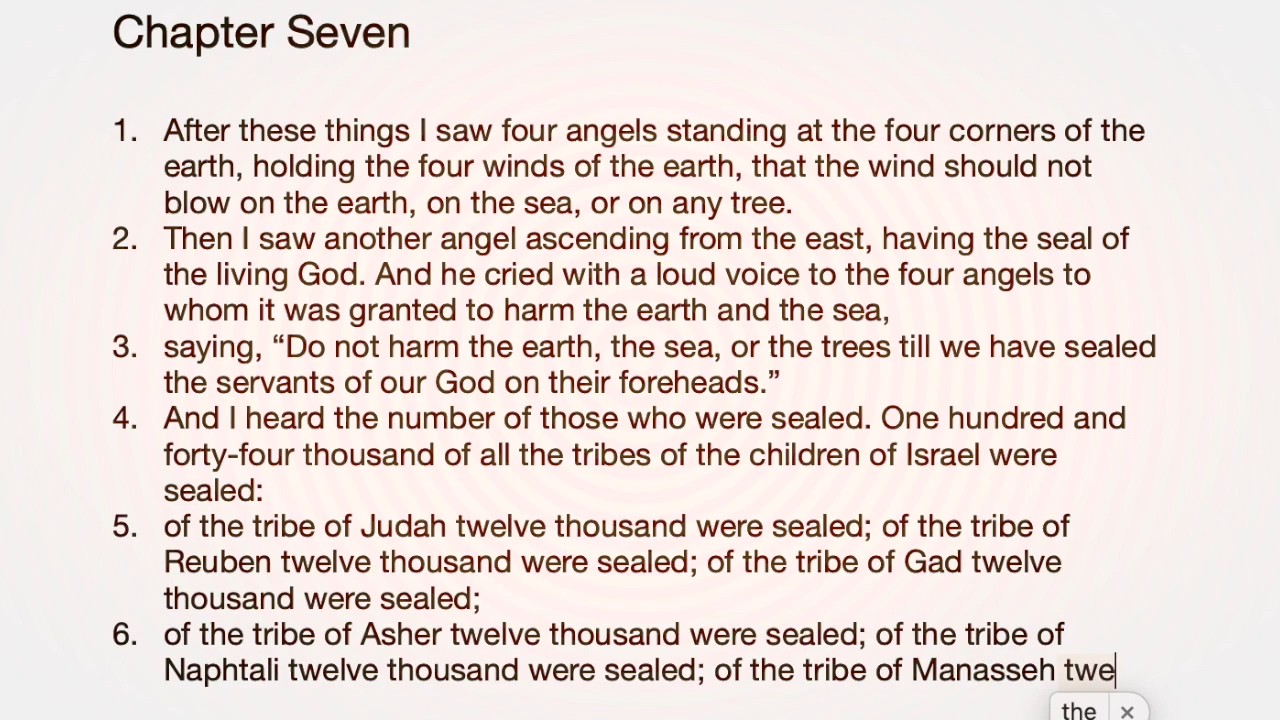 Chapter Seven
1. After these things I saw four angels standing at the four corners of the
earth, holding the four winds of the earth, that the wind should not
blow on the earth, on the sea, or on any tree.
2. Then I saw another angel ascending from the east, having the seal of
the living God. And he cried with a loud voice to the four angels to
whom it was granted to harm the earth and the sea,
3. saying, “Do not harm the earth, the sea, or the trees till we have sealed
the servants of our God on their foreheads.”
4. And I heard the number of those who were sealed. One hundred and
forty-four thousand of all the tribes of the children of Israel were
sealed:
5. of the tribe of Judah twelve thousand were sealed; of the tribe of
Reuben twelve thousand were sealed; of the tribe of Gad twelve
thousand were sealed;
6. of the tribe of Asher twelve thousand were sealed; of the tribe of
Naphtali twelve thousand were sealed; of the tribe of Manasseh twe
the ×